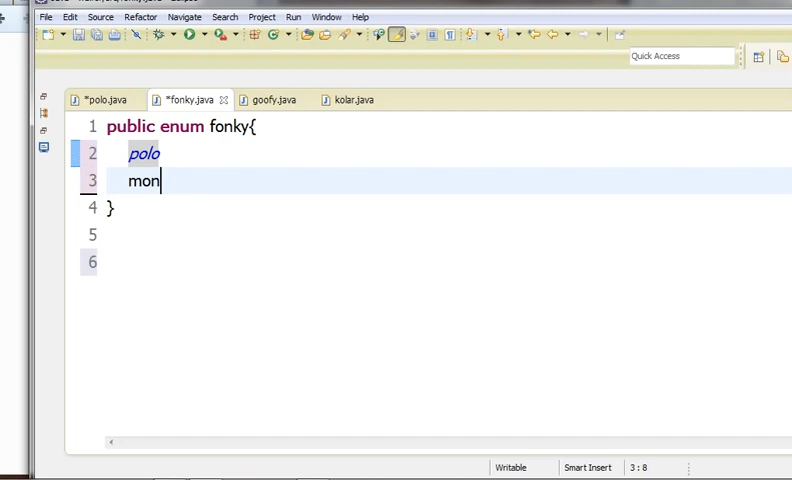 File Edit Source Refactor Navigate Search Project Run Window Help
Quick Access
*polo.java *fonky.java goofy.java kolar.java
1 public enum fonky{
2 polo
3 mon
4 }
5
6
Writable Smart Insert 3 : 8